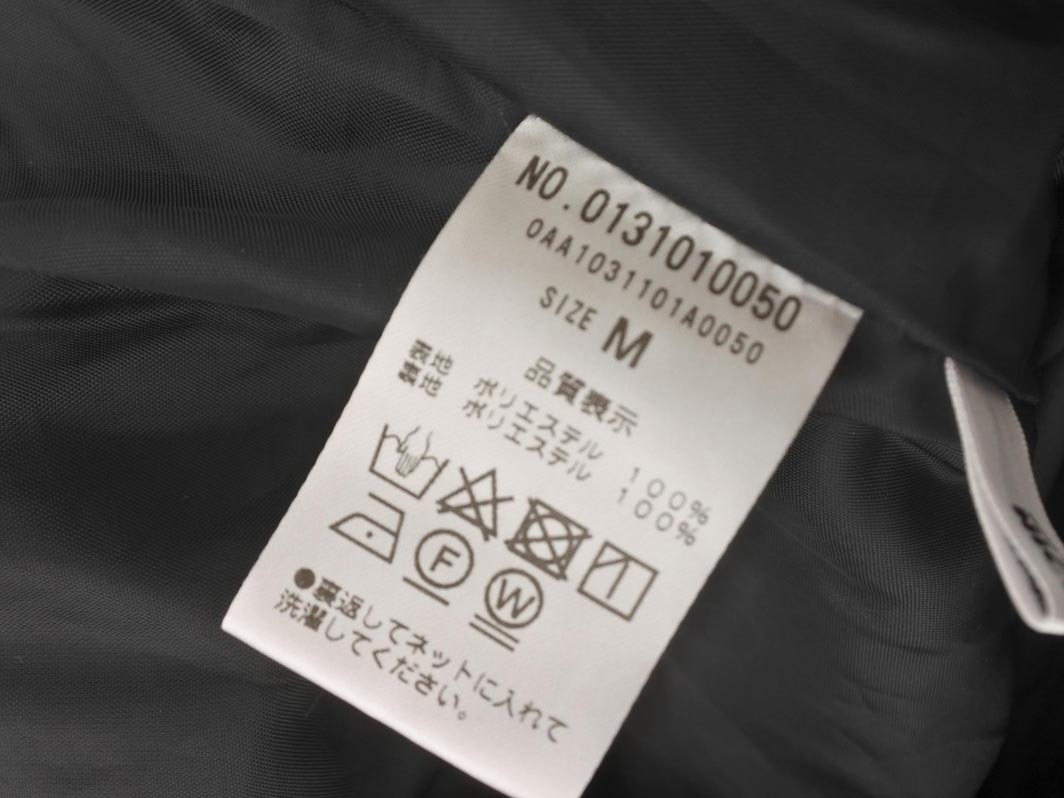 NO.0131010050
0AA1031101A0050
SIZE M
品質表示
表地 ポリエステル 100%
裏地 ポリエステル 100%
F W
●裏返してネットに入れて
洗濯してください。